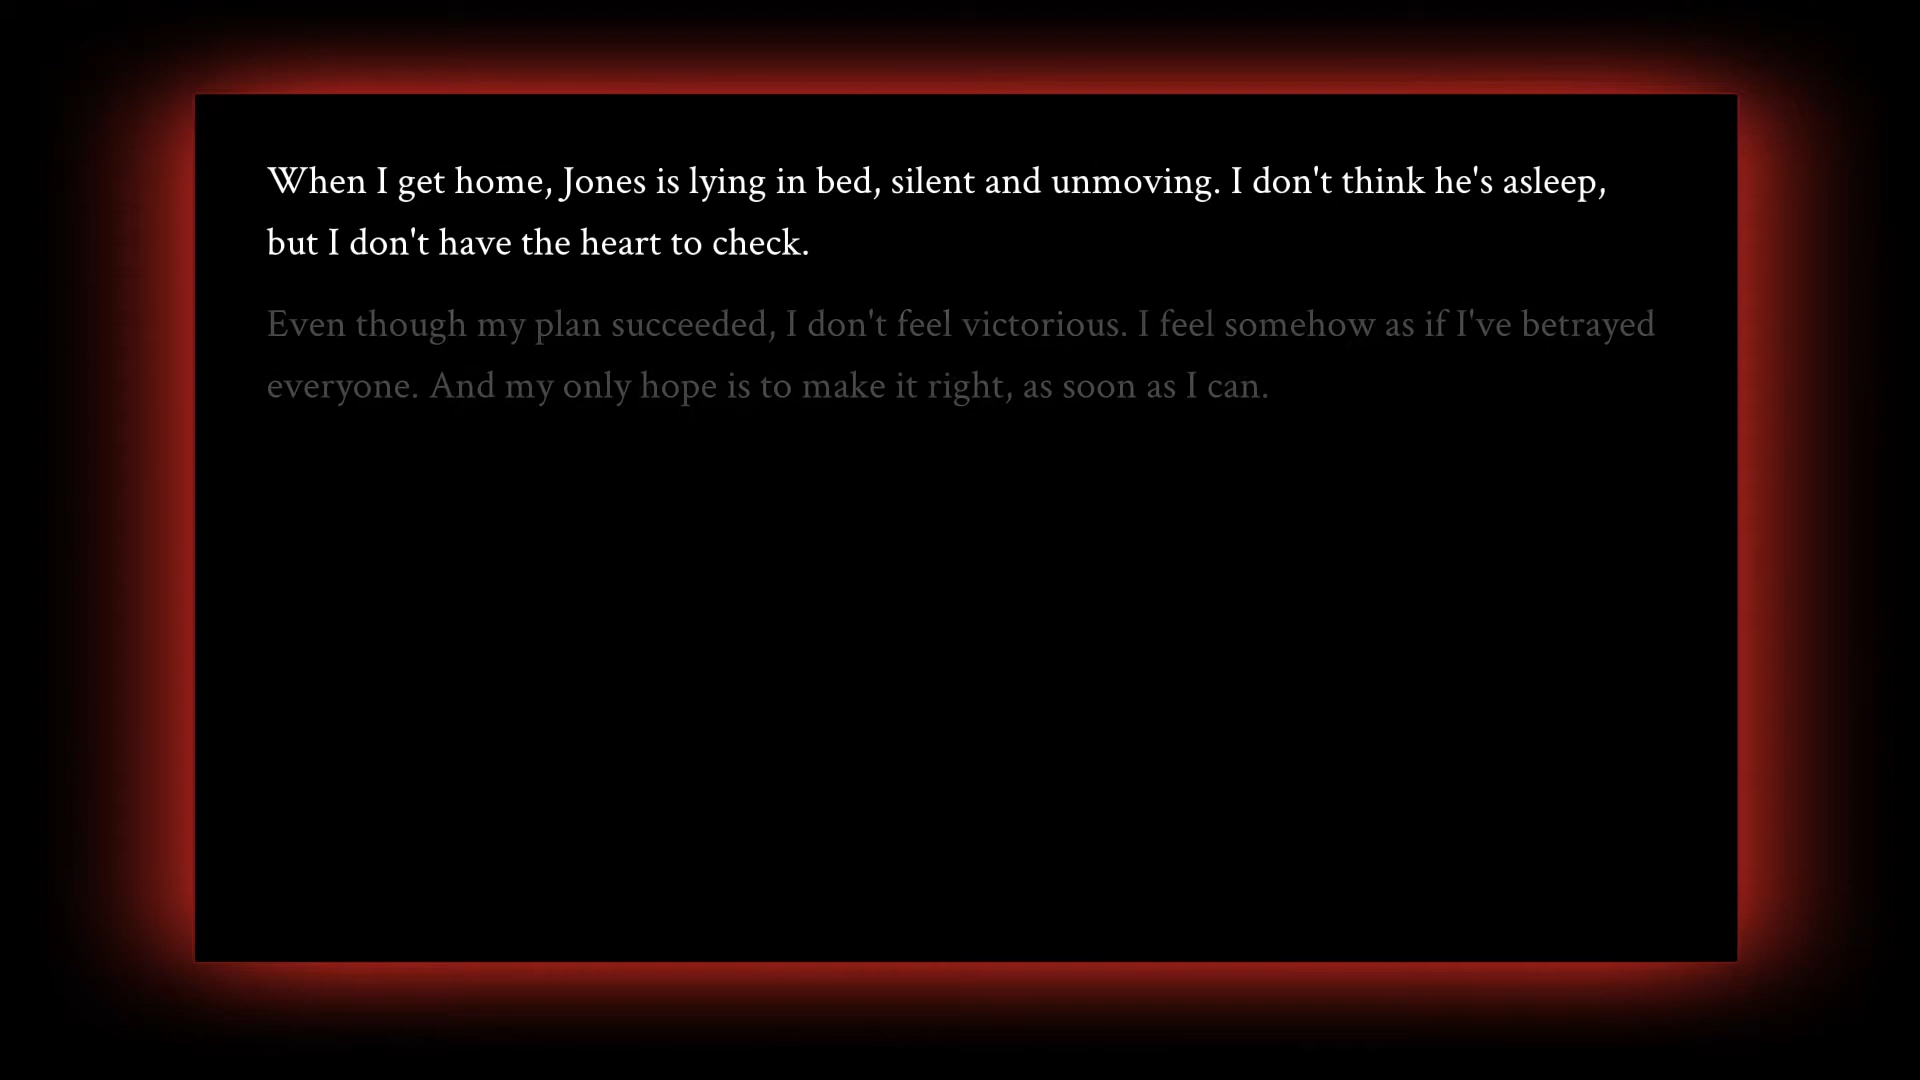 When I get home, Jones is lying in bed, silent and unmoving. I don't think he's asleep,
but I don't have the heart to check.
Even though my plan succeeded, I don't feel victorious. I feel somehow as if I've betrayed
everyone. And my only hope is to make it right, as soon as I can.